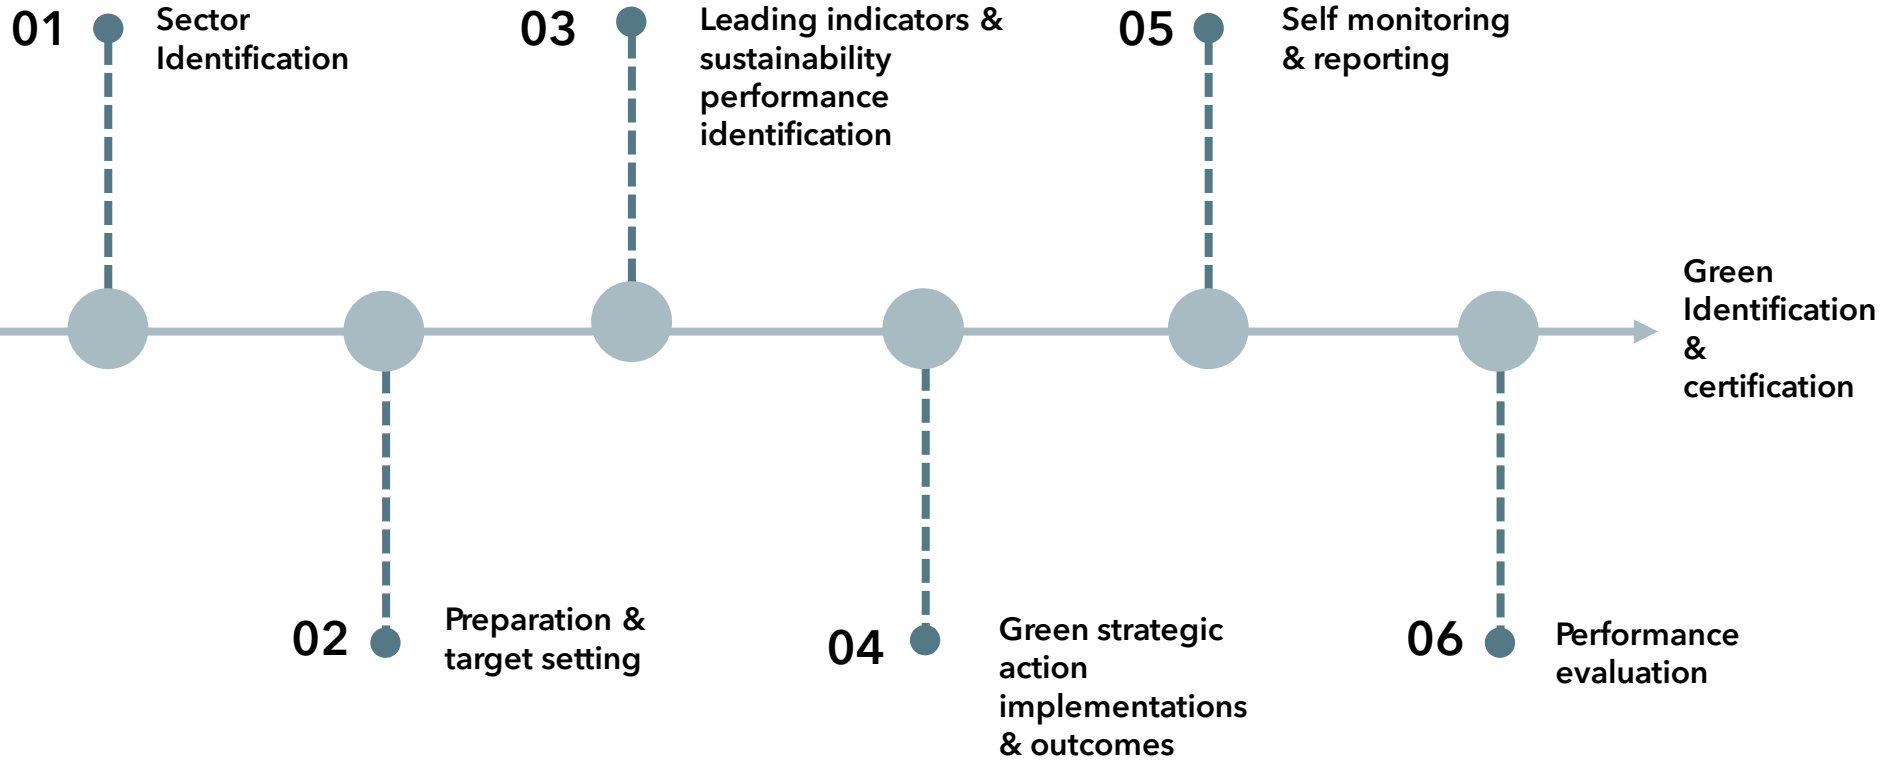 01
Sector
Identification
02
Preparation &
target setting
03
Leading indicators &
sustainability
performance
identification
04
Green strategic
action
implementations
& outcomes
05
Self monitoring
& reporting
06
Performance
evaluation
Green
Identification
&
certification